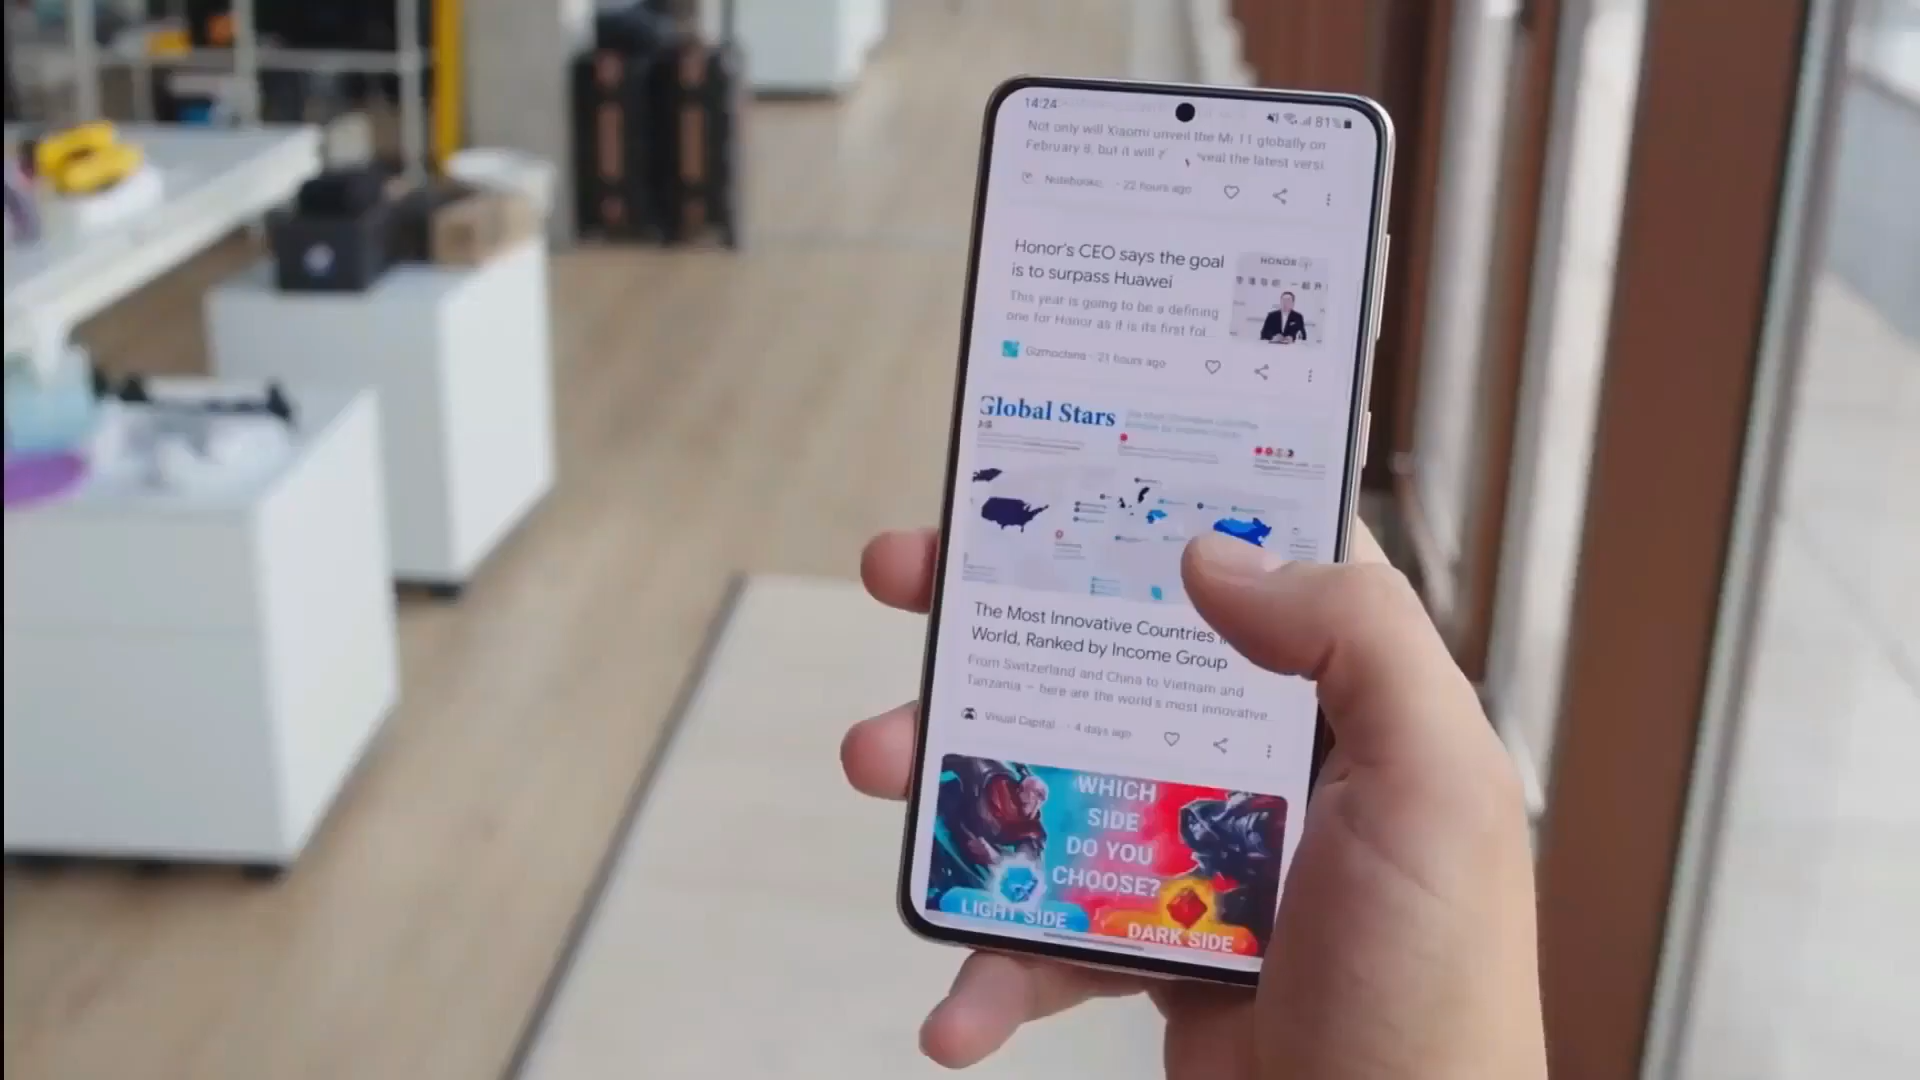 14:24
81%
Not only will Xiaomi unveil the Mi 11 globally on
February 8, but it will veal the latest versi
22 hours ago
HONOR
Honor's CEO says the goal
is to surpass Huawei
This year is going to be a defining
one for Honor as it is its first ful...
Gizmochina · 21 hours ago
Global Stars
The Most Innovative Countries
World, Ranked by Income Group
From Switzerland and China to Vietnam and
Tanzania – here are the world's most innovative...
Visual Capital... · 4 days ago
WHICH
SIDE
DO YOU
CHOOSE?
LIGHT SIDE
DARK SIDE